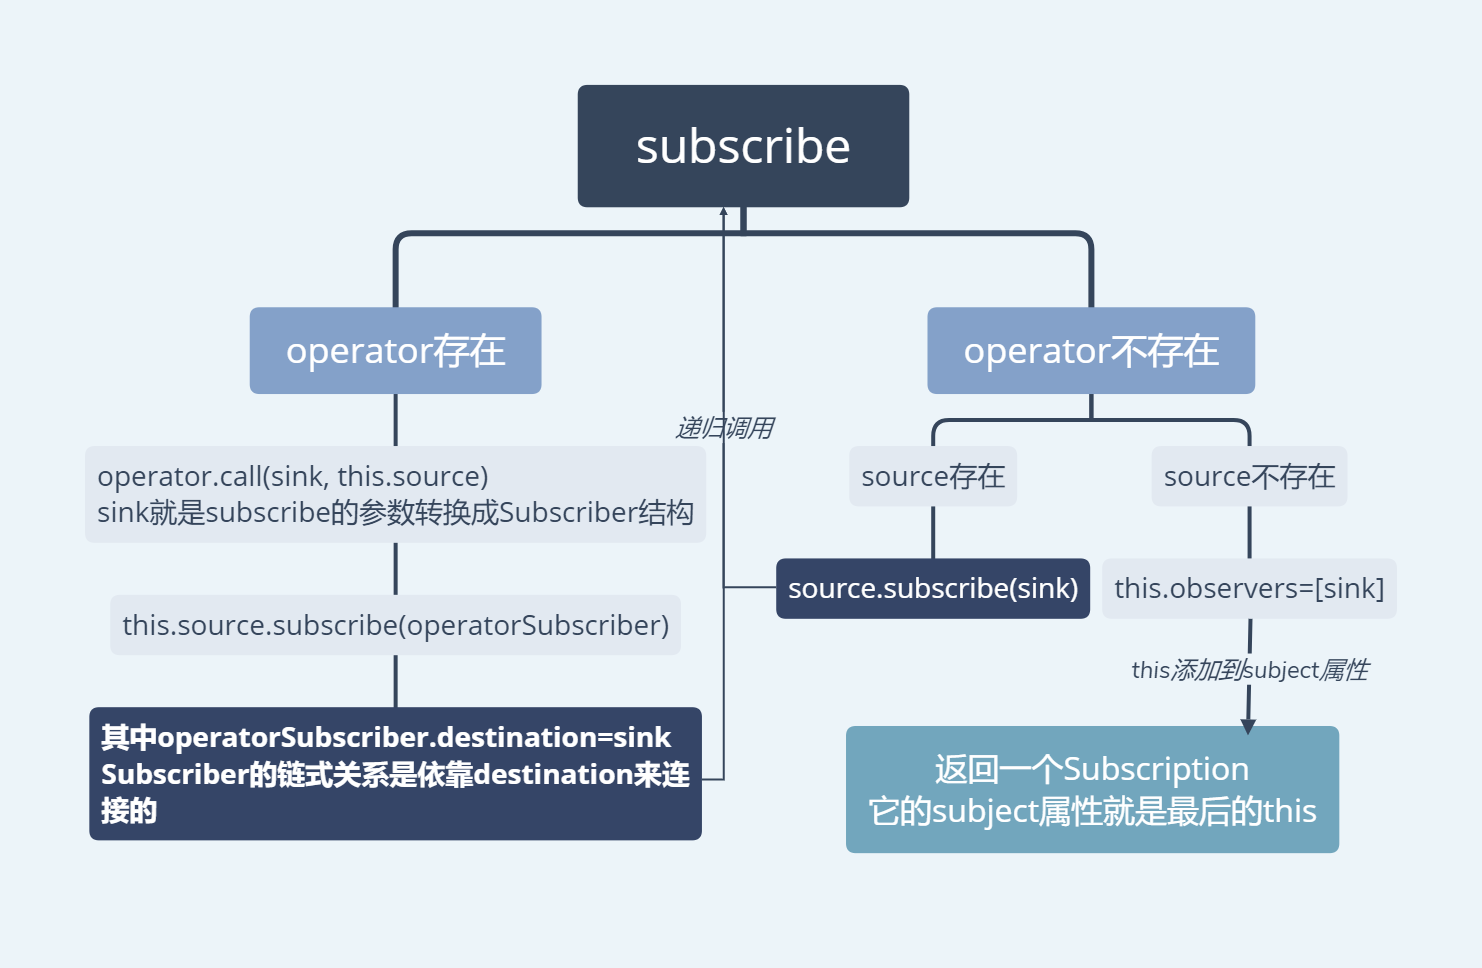 subscribe
operator存在
operator不存在
递归调用
operator.call(sink, this.source)
sink就是subscribe的参数转换成Subscriber结构
source存在
source不存在
this.source.subscribe(operatorSubscriber)
source.subscribe(sink)
this.observers=[sink]
this添加到subject属性
其中operatorSubscriber.destination=sink
Subscriber的链式关系是依靠destination来连
接的
返回一个Subscription
它的subject属性就是最后的this